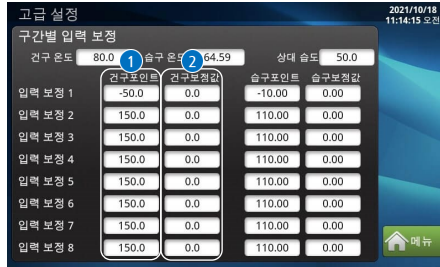 고급 설정
2021/10/18
11:14:15 오전
구간별 입력 보정
건구 온도 80.0 습구 온 64.59 상대 습도 50.0
1 2
건구포인트 건구보정값 습구포인트 습구보정값
입력 보정 1 -50.0 0.0 -10.00 0.00
입력 보정 2 150.0 0.0 110.00 0.00
입력 보정 3 150.0 0.0 110.00 0.00
입력 보정 4 150.0 0.0 110.00 0.00
입력 보정 5 150.0 0.0 110.00 0.00
입력 보정 6 150.0 0.0 110.00 0.00
입력 보정 7 150.0 0.0 110.00 0.00
입력 보정 8 150.0 0.0 110.00 0.00
메뉴